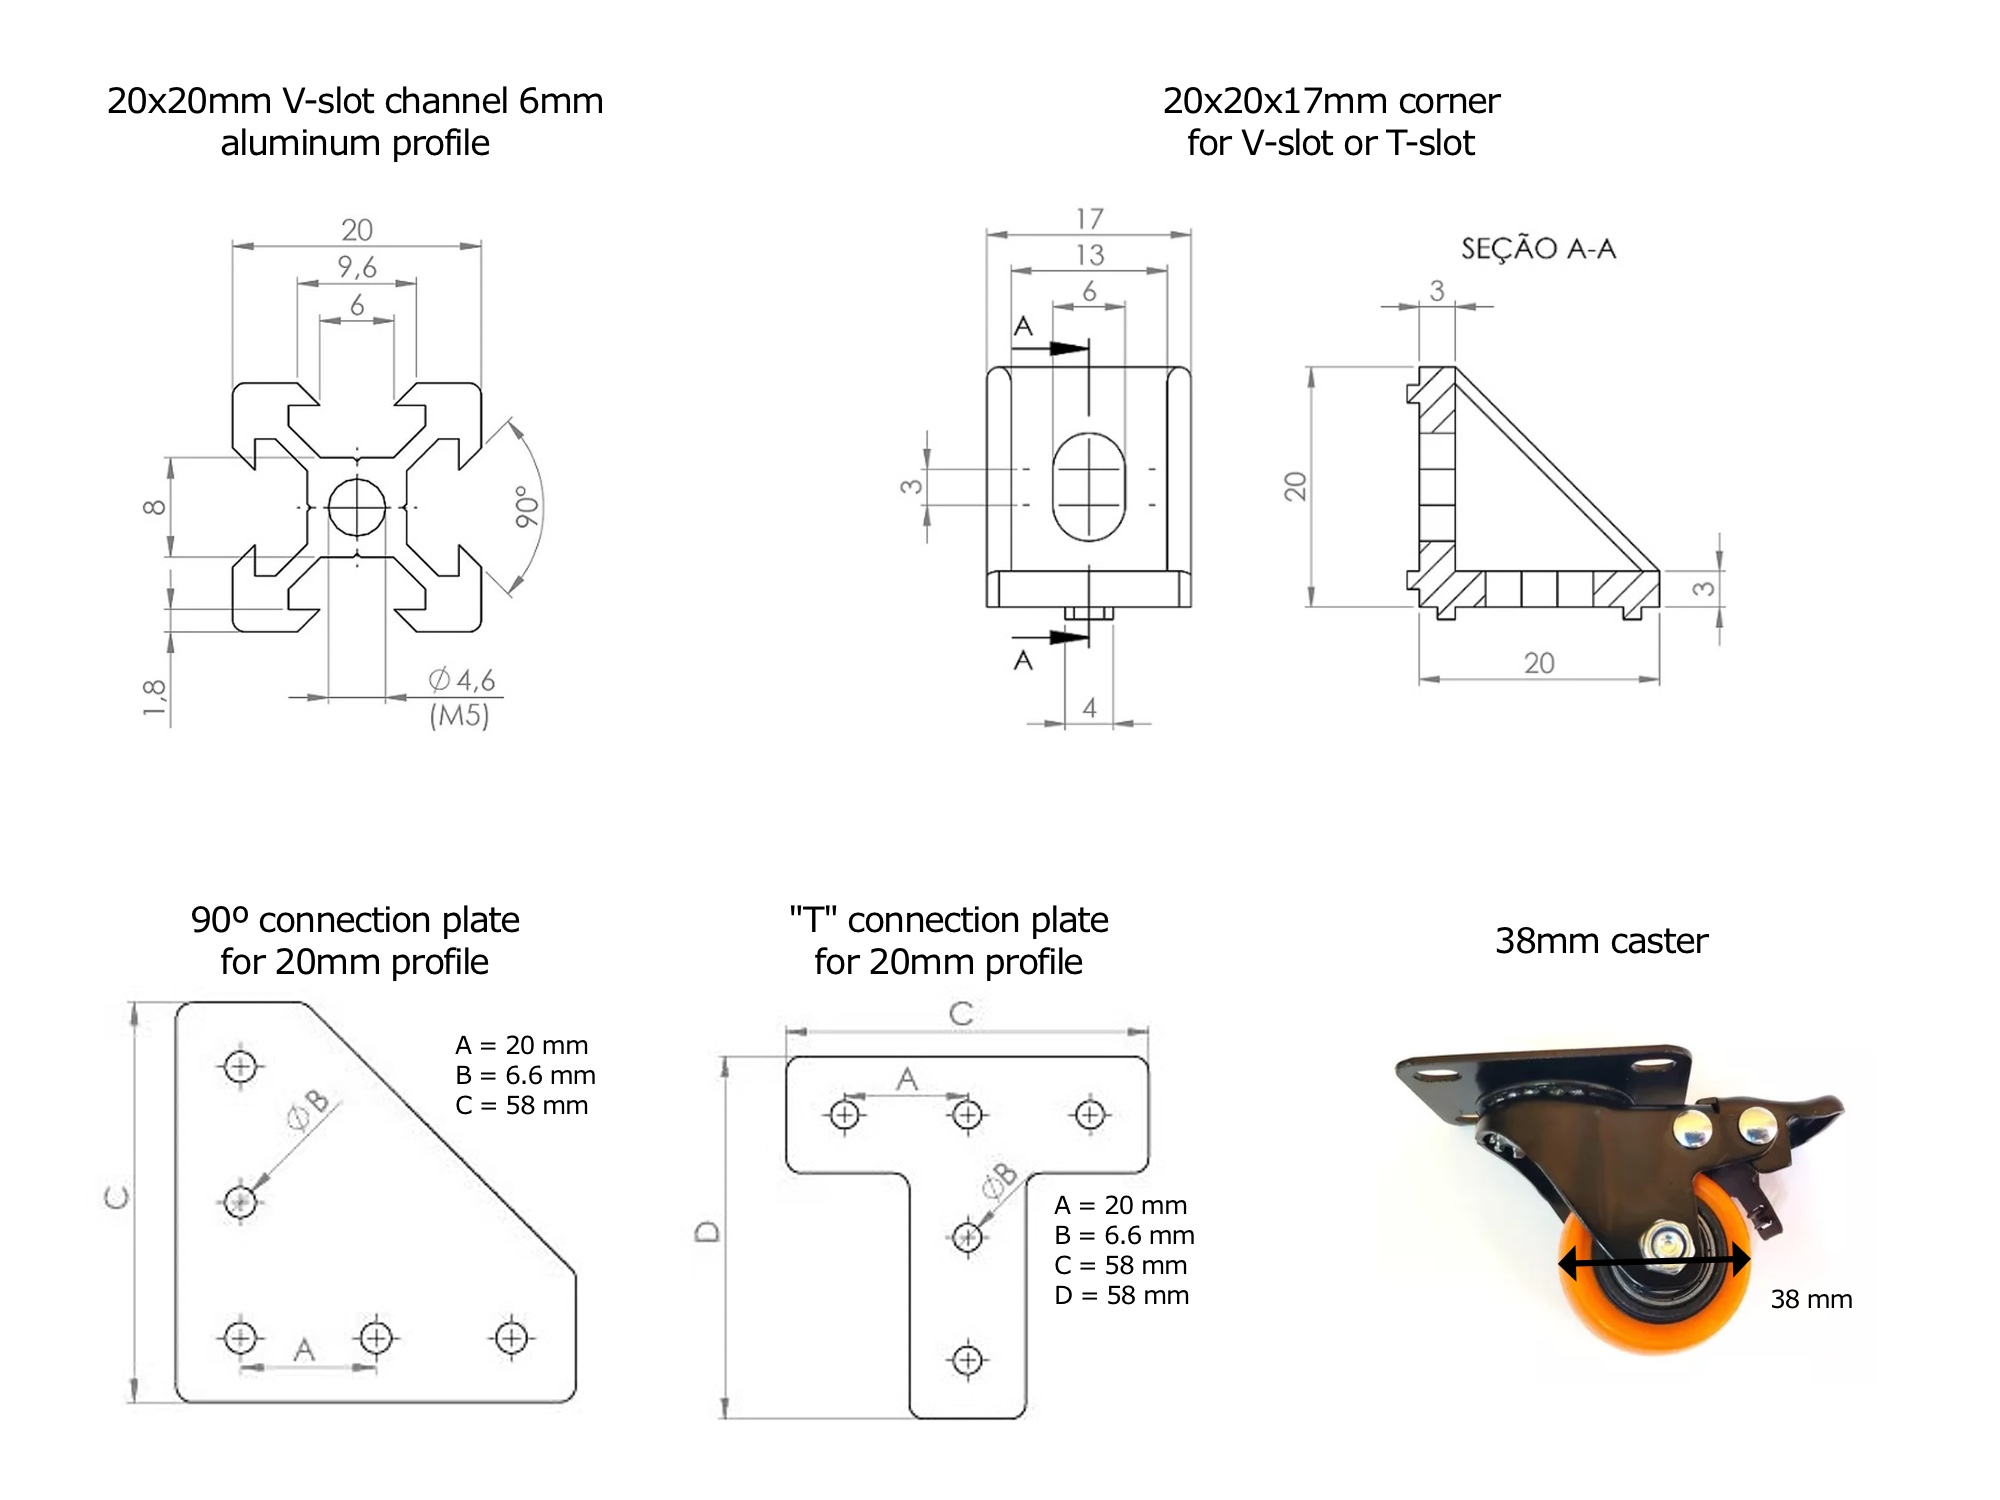 20x20mm V-slot channel 6mm
aluminum profile
20
9,6
6
8
90°
1,8
Ø 4,6
(M5)
20x20x17mm corner
for V-slot or T-slot
17
13
6
A
3
A
4
SEÇÃO A-A
3
20
3
20
90º connection plate
for 20mm profile
A = 20 mm
B = 6.6 mm
C = 58 mm
ØB
C
A
"T" connection plate
for 20mm profile
C
A
ØB
D
A = 20 mm
B = 6.6 mm
C = 58 mm
D = 58 mm
38mm caster
38 mm